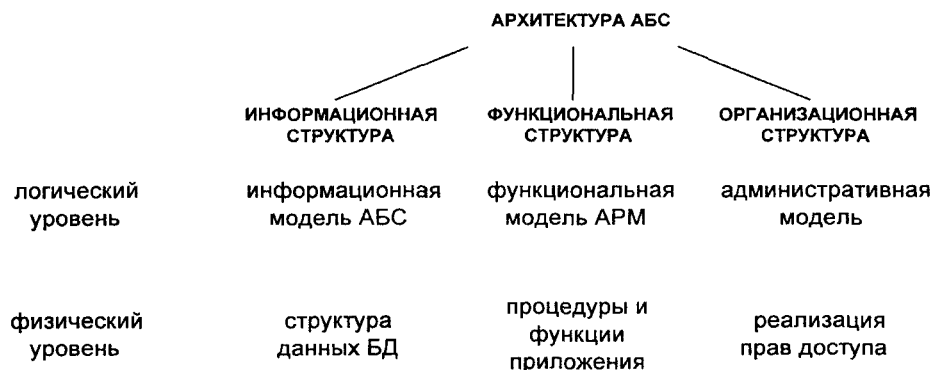 АРХИТЕКТУРА АБС
ИНФОРМАЦИОННАЯ ФУНКЦИОНАЛЬНАЯ ОРГАНИЗАЦИОННАЯ
СТРУКТУРА СТРУКТУРА СТРУКТУРА
логический информационная функциональная административная
уровень модель АБС модель АРМ модель
физический структура процедуры и реализация
уровень данных БД функции прав доступа
приложения